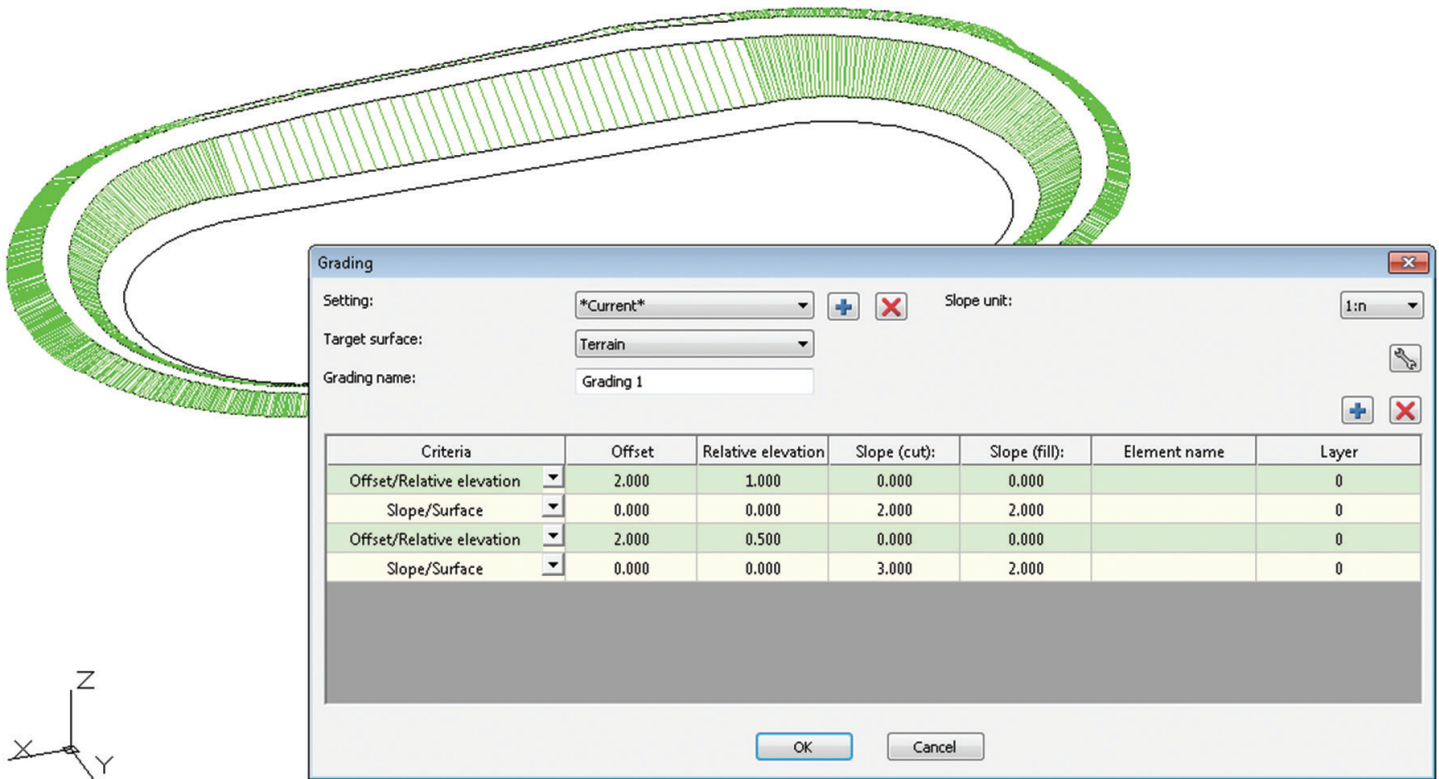 Grading
Setting: *Current* Slope unit: 1:n
Target surface: Terrain
Grading name: Grading 1
Criteria Offset Relative elevation Slope (cut): Slope (fill): Element name Layer
Offset/Relative elevation 2.000 1.000 0.000 0.000 0
Slope/Surface 0.000 0.000 2.000 2.000 0
Offset/Relative elevation 2.000 0.500 0.000 0.000 0
Slope/Surface 0.000 0.000 3.000 2.000 0
Z
X
Y
OK Cancel